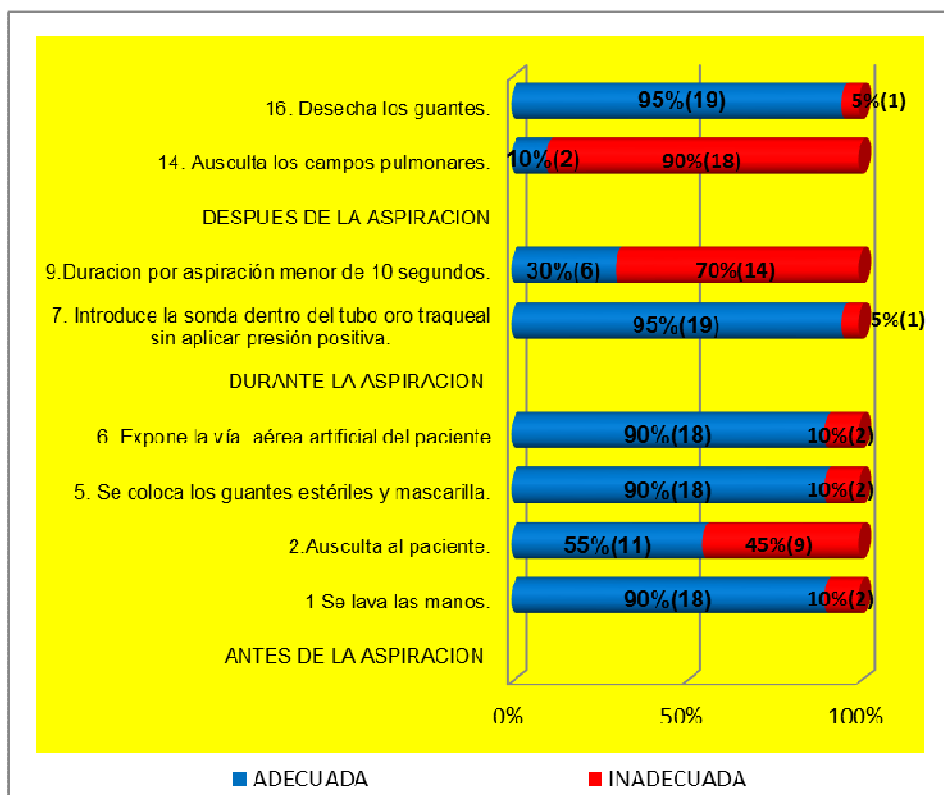 16. Desecha los guantes.
95%(19)
5%(1)
14. Ausculta los campos pulmonares.
10%(2)
90%(18)
DESPUES DE LA ASPIRACION
9.Duracion por aspiración menor de 10 segundos.
30%(6)
70%(14)
7. Introduce la sonda dentro del tubo oro traqueal
sin aplicar presión positiva.
95%(19)
5%(1)
DURANTE LA ASPIRACION
6. Expone la vía aérea artificial del paciente
90%(18)
10%(2)
5. Se coloca los guantes estériles y mascarilla.
90%(18)
10%(2)
2.Ausculta al paciente.
55%(11)
45%(9)
1 Se lava las manos.
90%(18)
10%(2)
ANTES DE LA ASPIRACION
0%
50%
100%
ADECUADA
INADECUADA